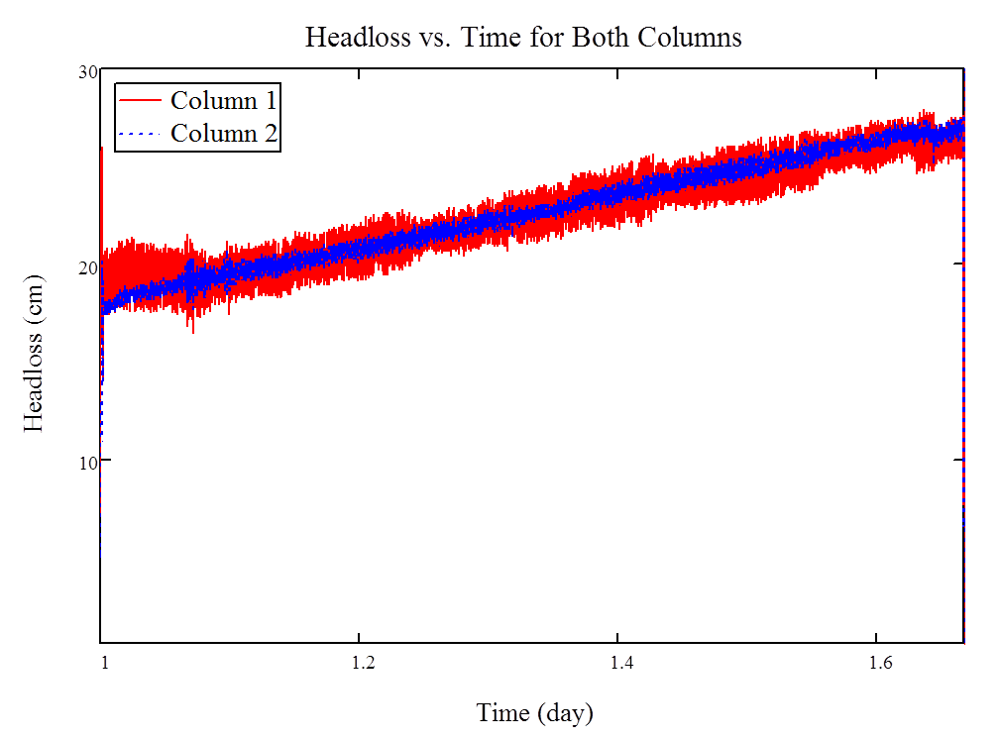 Headloss vs. Time for Both Columns
30
Column 1
Column 2
20
Headloss (cm)
10
1
1.2
1.4
1.6
Time (day)